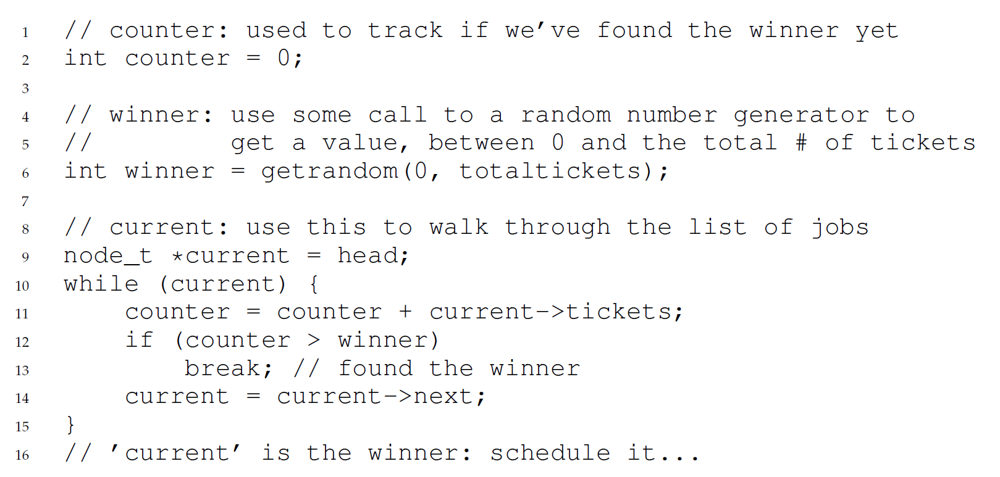 1 // counter: used to track if we’ve found the winner yet
2 int counter = 0;
3
4 // winner: use some call to a random number generator to
5 //         get a value, between 0 and the total # of tickets
6 int winner = getrandom(0, totaltickets);
7
8 // current: use this to walk through the list of jobs
9 node_t *current = head;
10 while (current) {
11     counter = counter + current->tickets;
12     if (counter > winner)
13         break; // found the winner
14     current = current->next;
15 }
16 // ’current’ is the winner: schedule it...